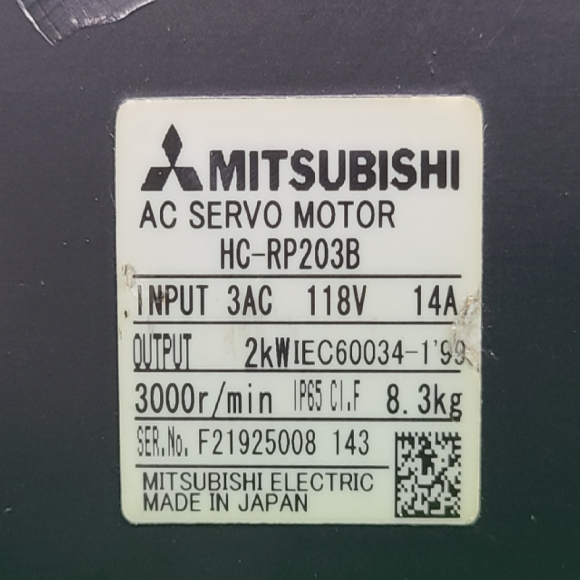 MITSUBISHI
AC SERVO MOTOR
HC-RP203B
INPUT 3AC 118V 14A
OUTPUT 2kW IEC60034-1'99
3000r/min IP65 Cl.F 8.3kg
SER.No. F21925008 143
MITSUBISHI ELECTRIC
MADE IN JAPAN